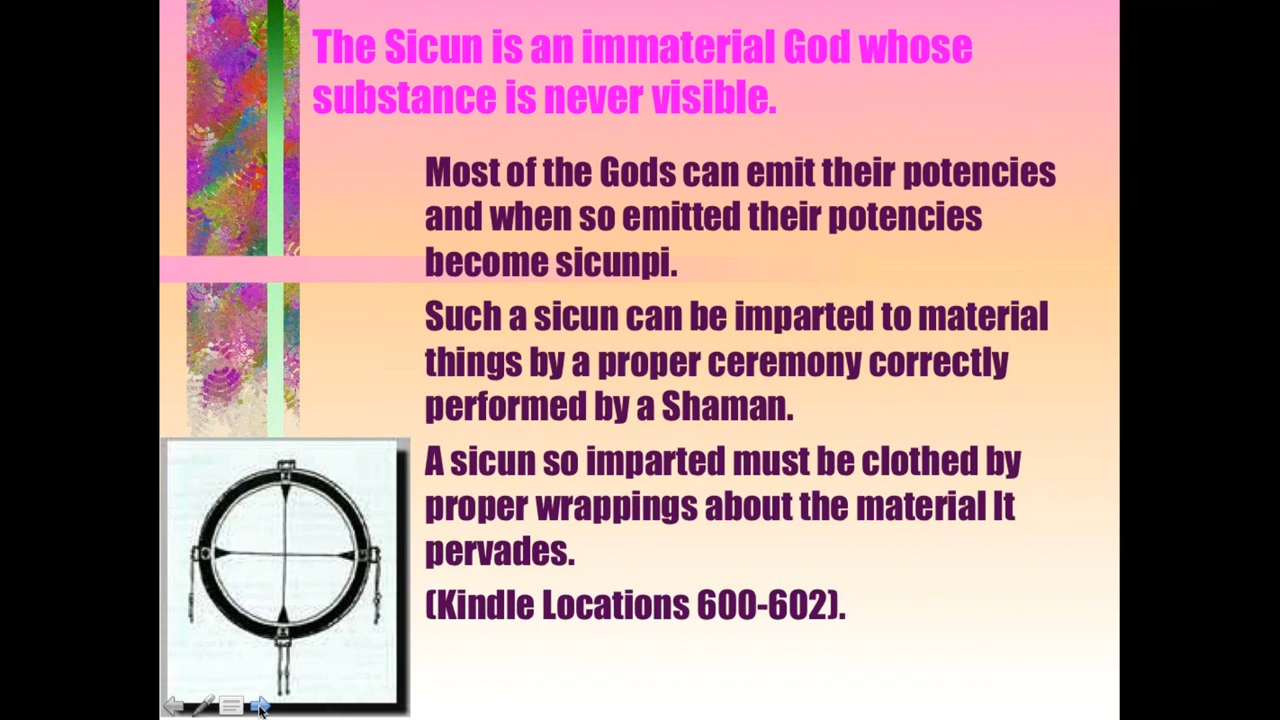 The Sicun is an immaterial God whose
substance is never visible.
Most of the Gods can emit their potencies
and when so emitted their potencies
become sicunpi.
Such a sicun can be imparted to material
things by a proper ceremony correctly
performed by a Shaman.
A sicun so imparted must be clothed by
proper wrappings about the material It
pervades.
(Kindle Locations 600-602).